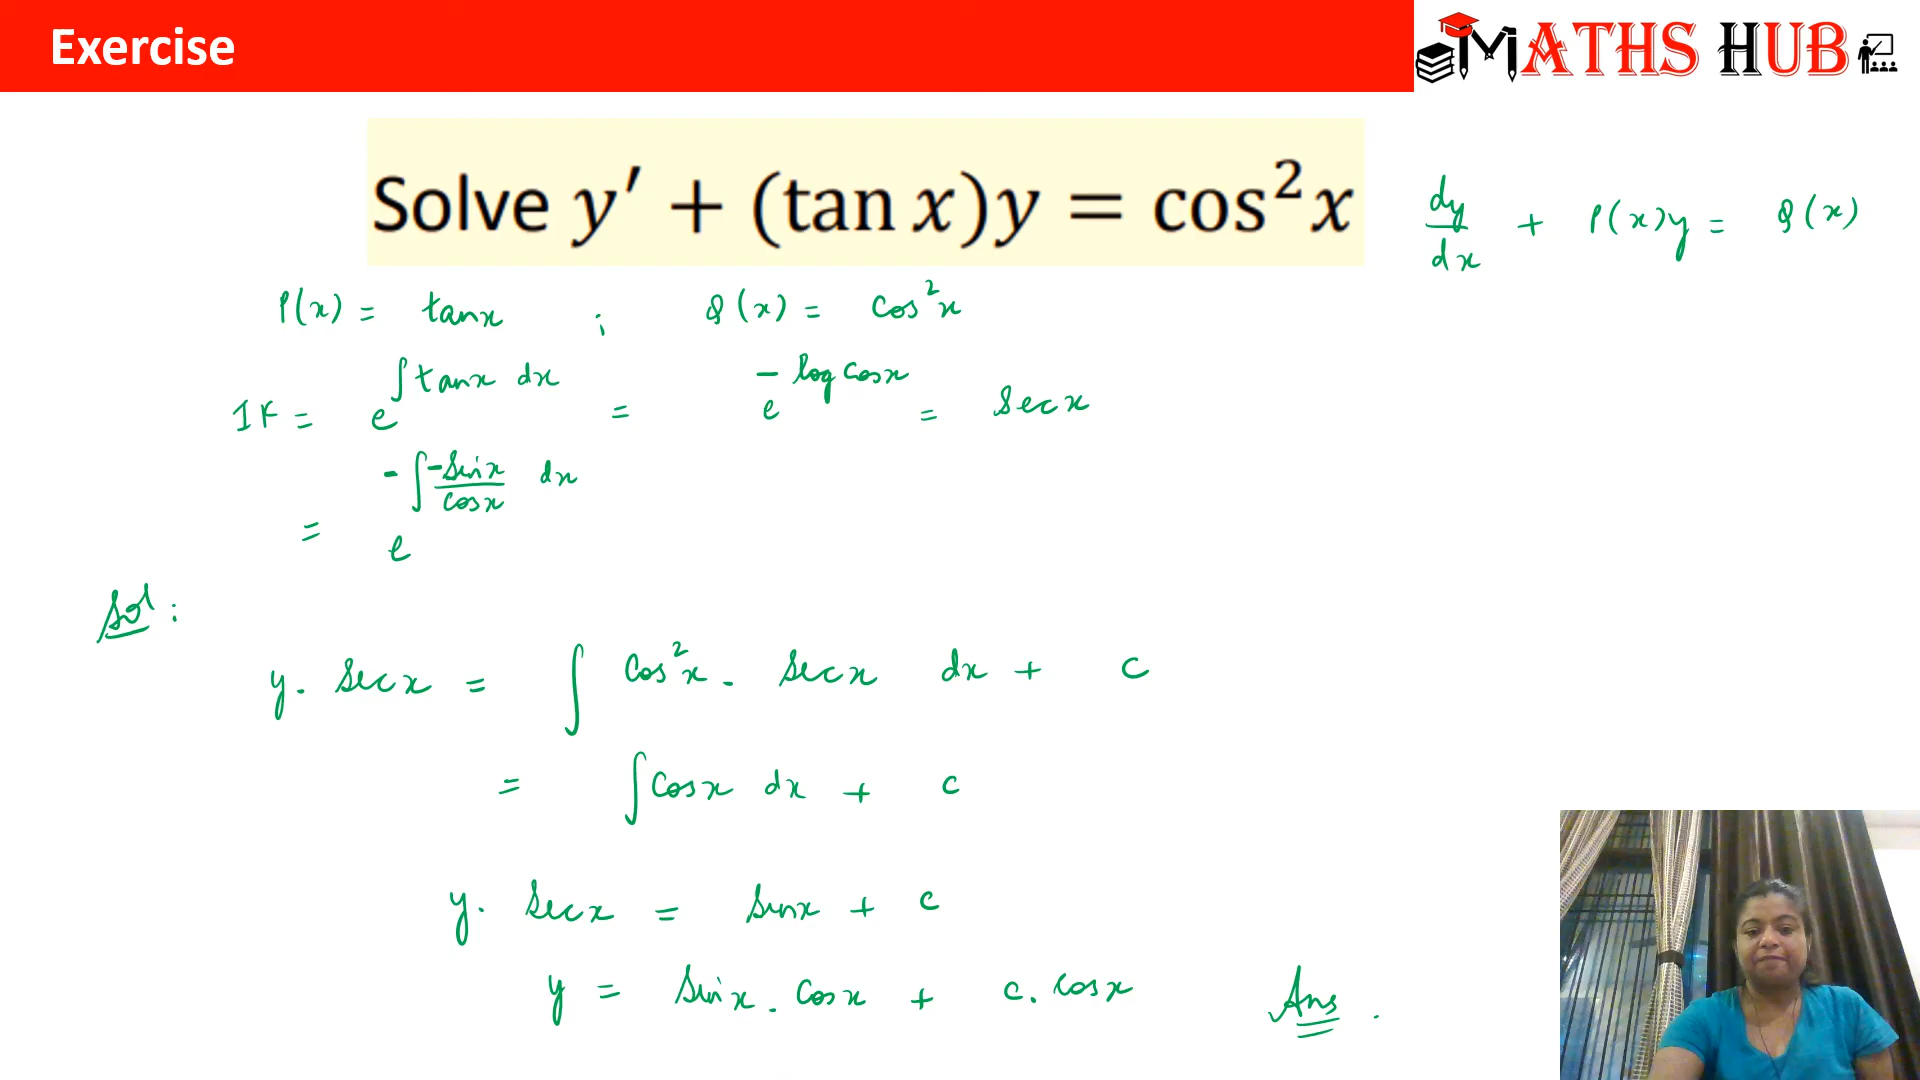 Exercise
MATHS HUB
Solve y′ + (tan x)y = cos²x
dy/dx + P(x)y = Q(x)
P(x) = tanx ; Q(x) = cos²x
IF = e^∫tanx dx = e^-log cosx = secx
= e^-∫-sinx/cosx dx
Sol :
y. secx = ∫ cos²x . secx dx + c
= ∫cosx dx + c
y. secx = sinx + c
y = sinx . cosx + c. cosx Ans .